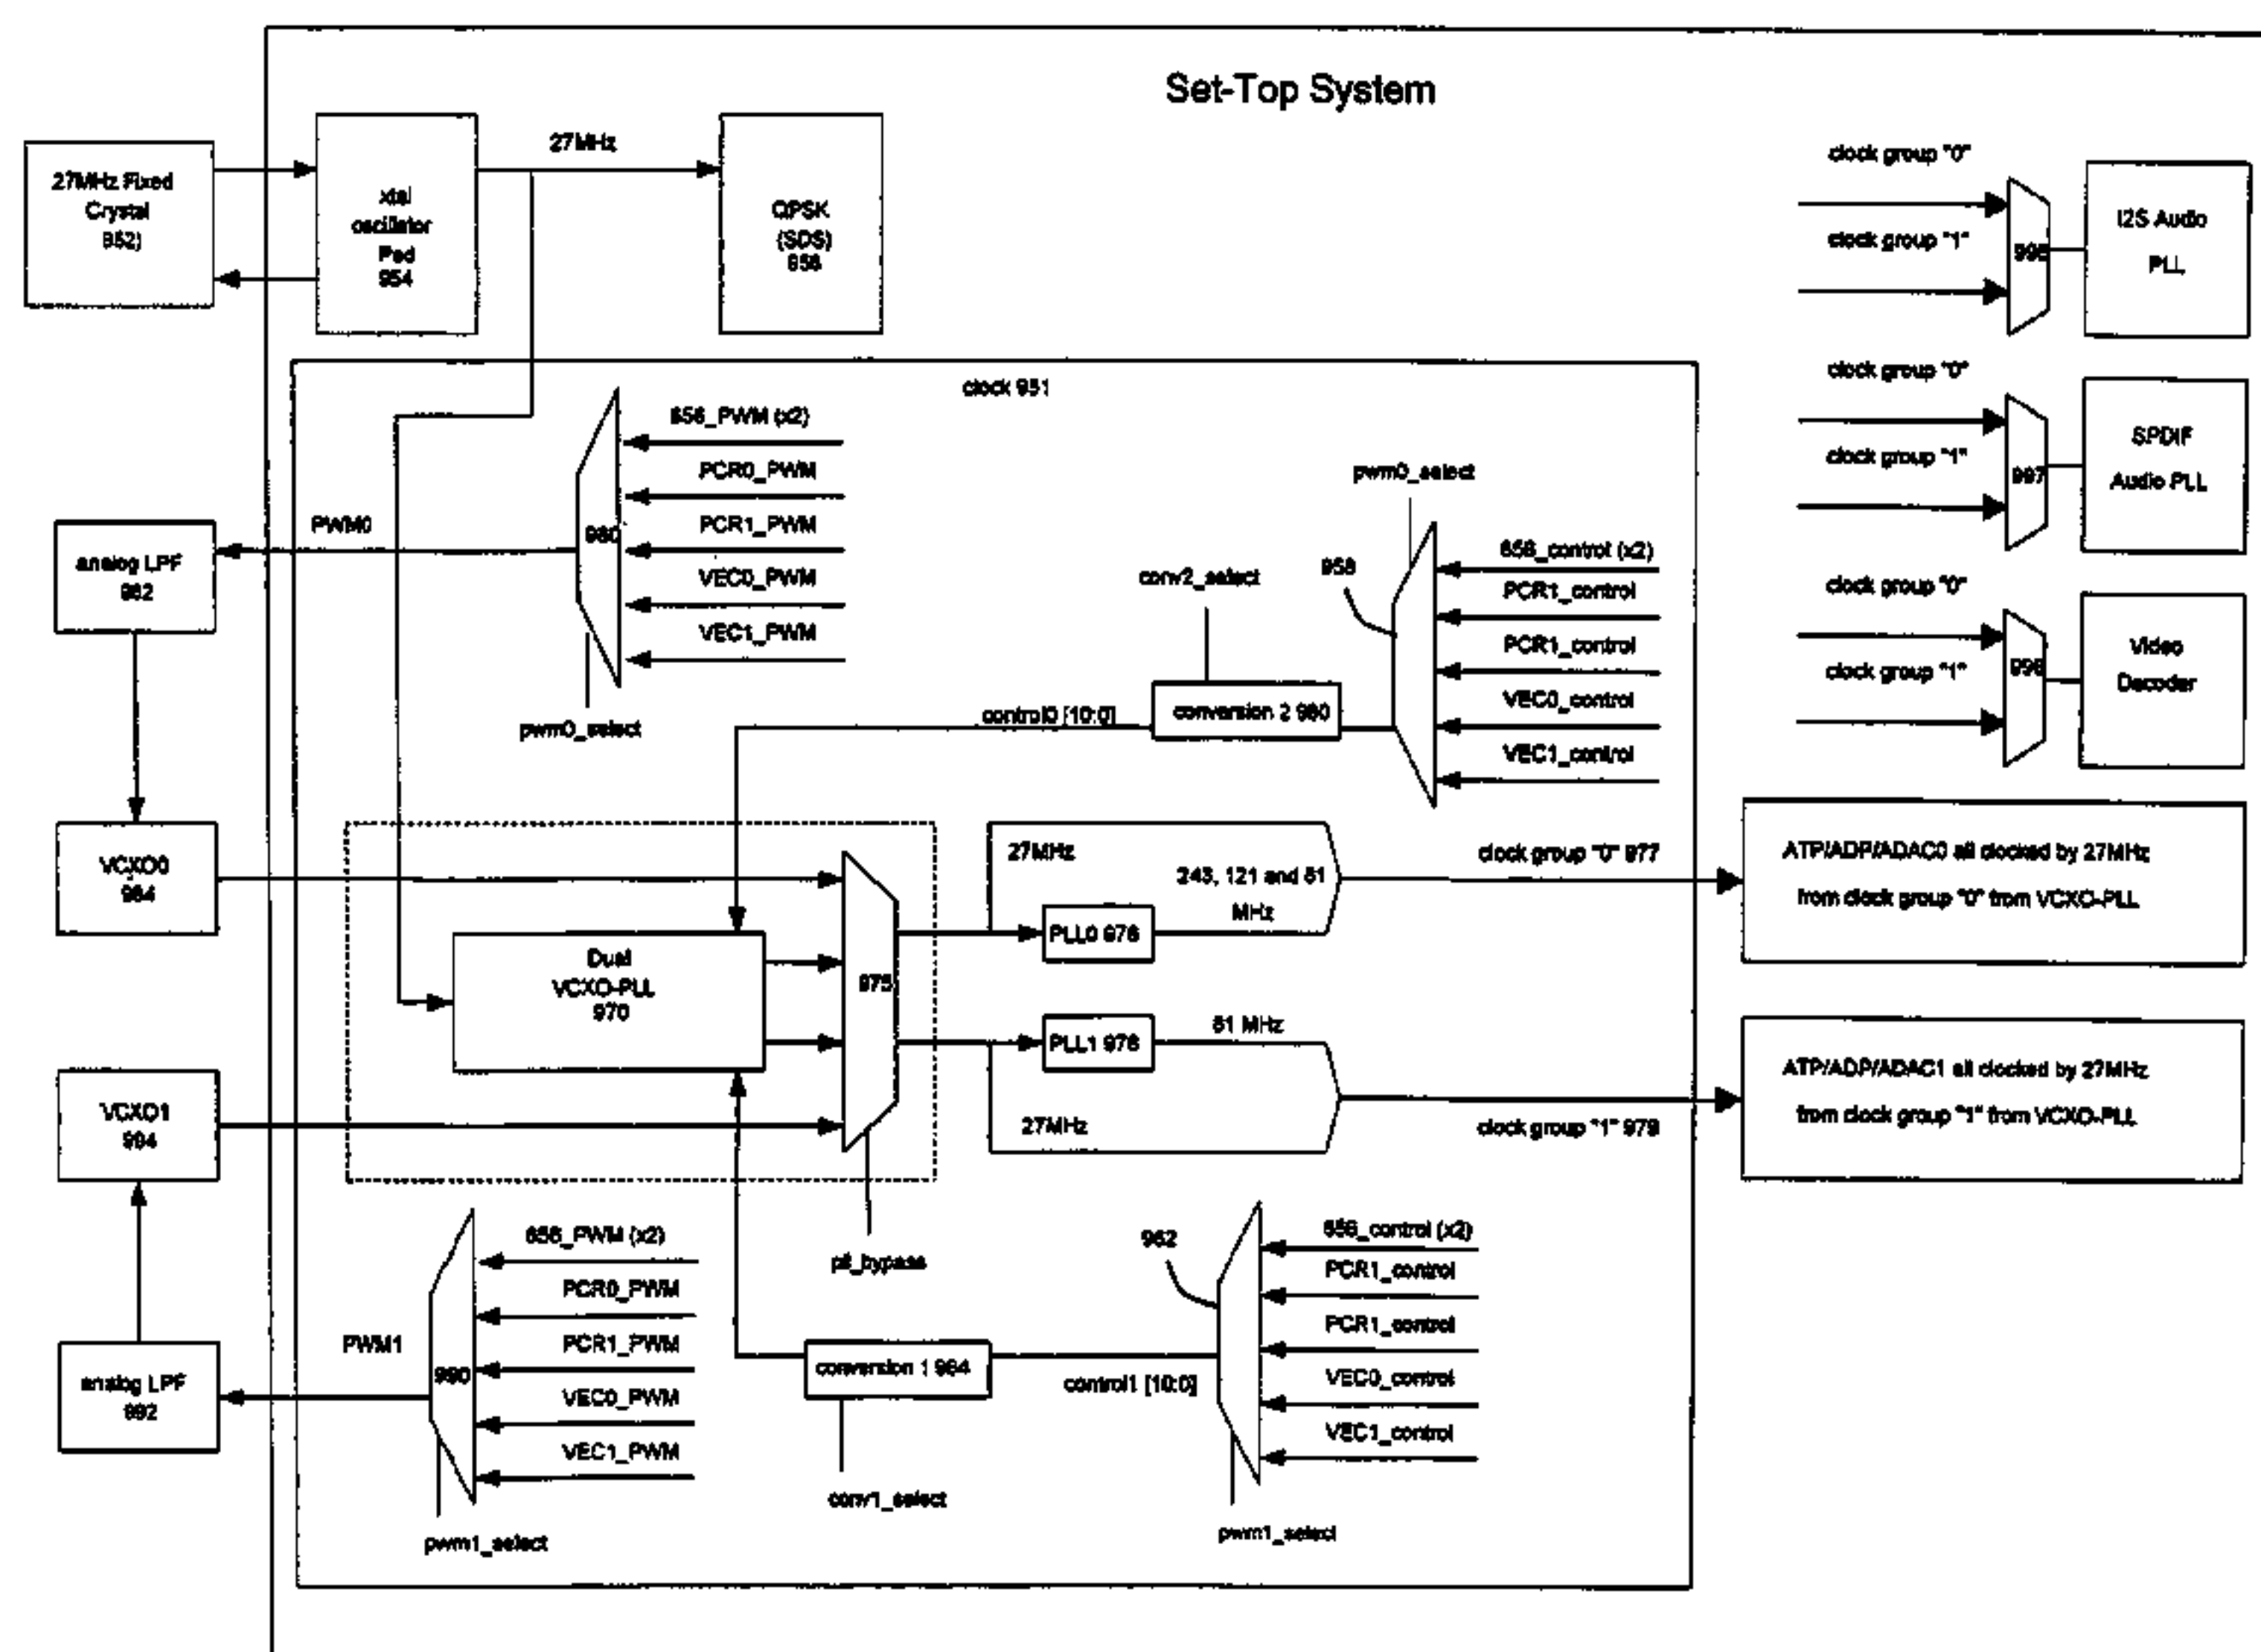 Set-Top System
27MHz Fixed
Crystal
952)
xtal
oscillator
Pad
954
27MHz
QPSK
(SDS)
clock group "0"
clock group "1"
I2S Audio
PLL
clock group "0"
clock group "1"
997
SPDIF
Audio PLL
clock group "0"
clock group "1"
Video
Decoder
clock 951
656_PWM (x2)
PCR0_PWM
PCR1_PWM
VEC0_PWM
VEC1_PWM
980
pwm0_select
PWM0
analog LPF
982
VCXO0
984
pwm0_select
958
656_control (x2)
PCR1_control
PCR1_control
VEC0_control
VEC1_control
conv2_select
conversion 2 960
control0 [10:0]
Dual
VCXO-PLL
970
975
pll_bypass
27MHz
243, 121 and 81
MHz
PLL0 976
clock group "0" 977
ATP/ADP/ADAC0 all clocked by 27MHz
from clock group "0" from VCXO-PLL
PLL1 978
81 MHz
27MHz
clock group "1" 979
ATP/ADP/ADAC1 all clocked by 27MHz
from clock group "1" from VCXO-PLL
VCXO1
994
analog LPF
992
PWM1
990
656_PWM (x2)
PCR0_PWM
PCR1_PWM
VEC0_PWM
VEC1_PWM
pwm1_select
conversion 1 964
conv1_select
control1 [10:0]
962
656_control (x2)
PCR1_control
PCR1_control
VEC0_control
VEC1_control
pwm1_select